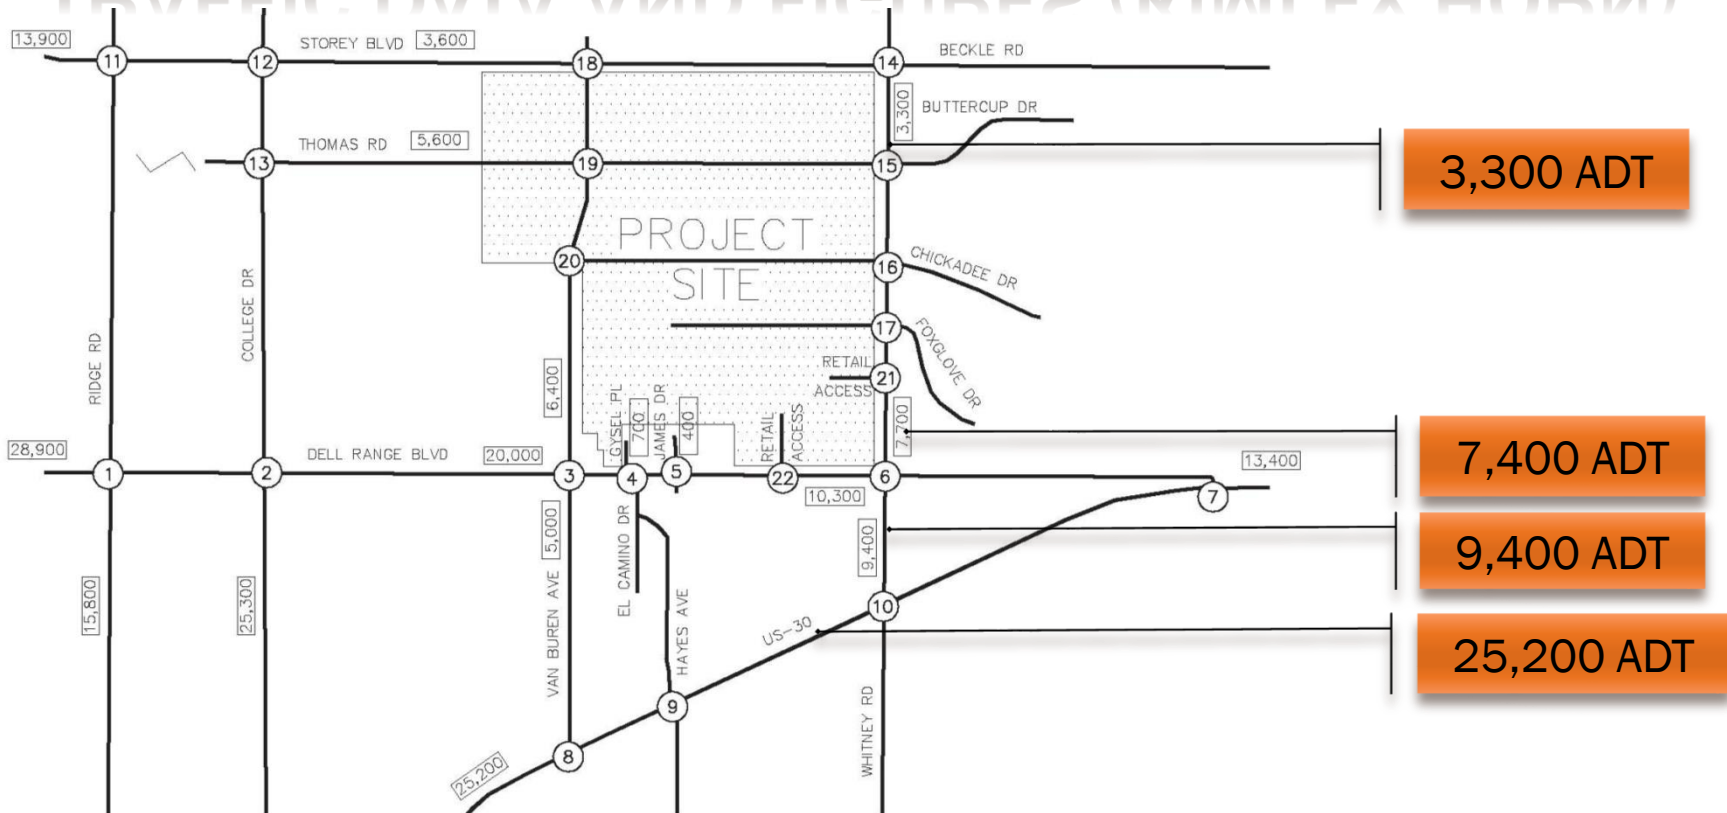 13,900
STOREY BLVD 3,600
BECKLE RD
11
12
18
14
3,300
BUTTERCUP DR
THOMAS RD 5,600
13
19
15
3,300 ADT
PROJECT
SITE
20
16
CHICKADEE DR
COLLEGE DR
RIDGE RD
17
FOXGLOVE DR
RETAIL
ACCESS
21
6,400
GYSEL PL
700
JAMES DR
400
RETAIL
ACCESS
7,700
7,400 ADT
28,900
DELL RANGE BLVD
20,000
13,400
1
2
3
4
5
22
6
7
10,300
15,800
25,300
VAN BUREN AVE 5,000
EL CAMINO DR
HAYES AVE
9,400
9,400 ADT
10
US-30
25,200 ADT
WHITNEY RD
9
8
25,200